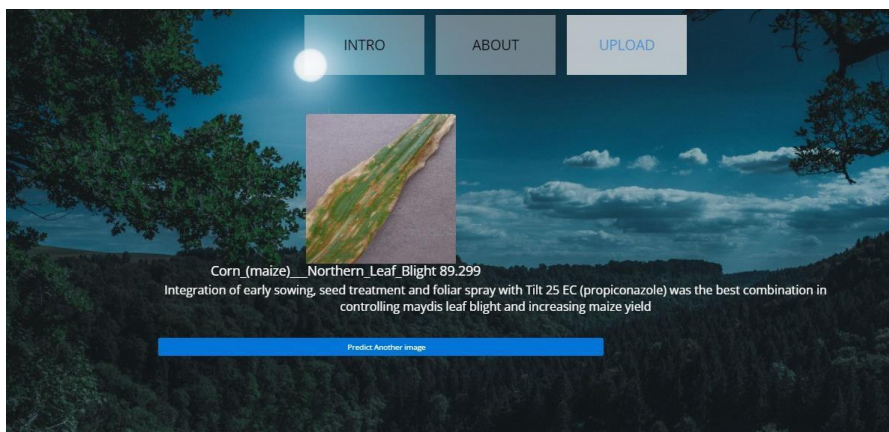 INTRO
ABOUT
UPLOAD
Corn_(maize)___Northern_Leaf_Blight 89.299
Integration of early sowing, seed treatment and foliar spray with Tilt 25 EC (propiconazole) was the best combination in
controlling maydis leaf blight and increasing maize yield
Predict Another image